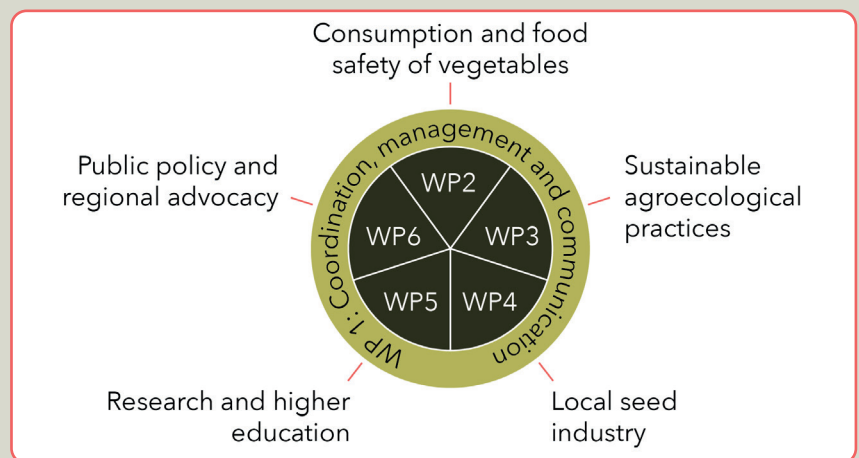 Consumption and food
safety of vegetables
Public policy and
regional advocacy
Sustainable
agroecological
practices
WP 1: Coordination, management and communication
WP2
WP6
WP3
WP5
WP4
Research and higher
education
Local seed
industry